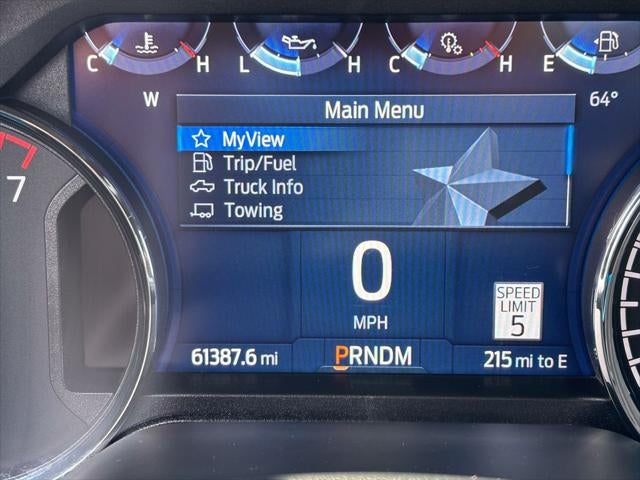 C H L H C H E
W 64°
Main Menu
MyView
Trip/Fuel
Truck Info
Towing
7
0
MPH
SPEED
LIMIT
5
61387.6 mi PRNDM 215 mi to E